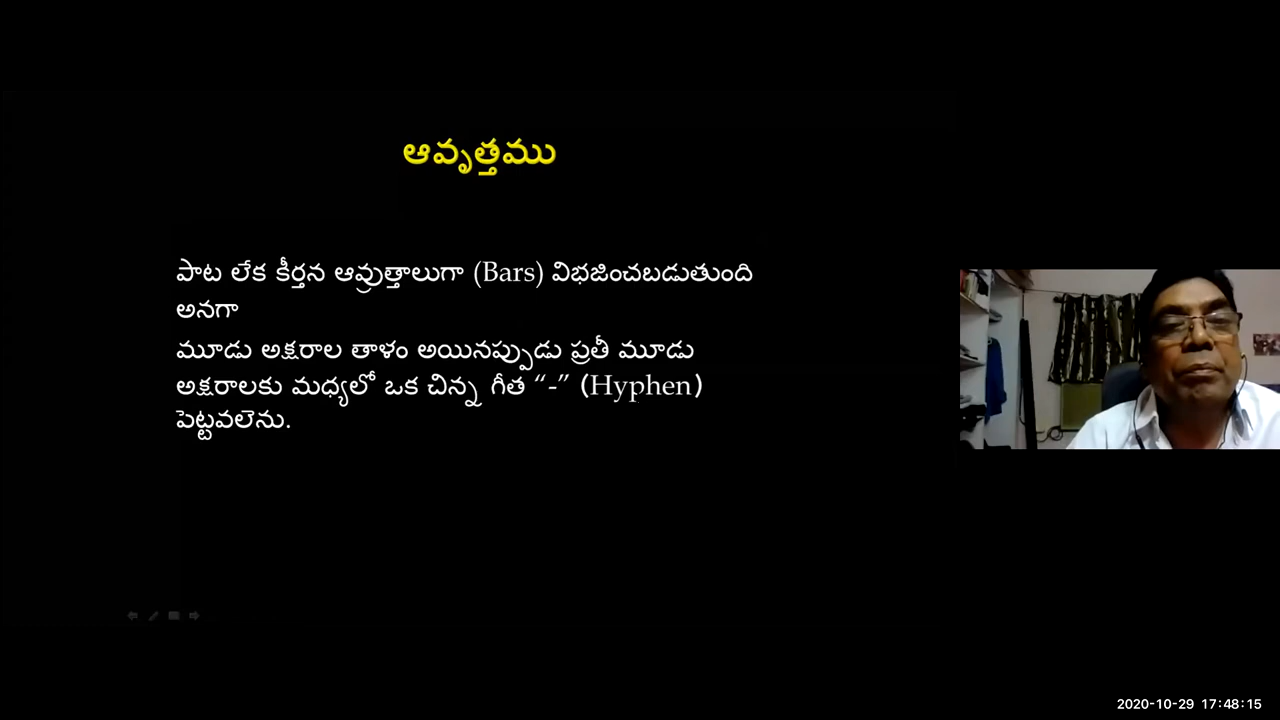 ఆవృత్తము
పాట లేక కీర్తన ఆవ్రుత్తాలుగా (Bars) విభజించబడుతుంది
అనగా
మూడు అక్షరాల తాళం అయినప్పుడు ప్రతీ మూడు
అక్షరాలకు మధ్యలో ఒక చిన్న గీత “-” (Hyphen)
పెట్టవలెను.
2020-10-29 17:48:15